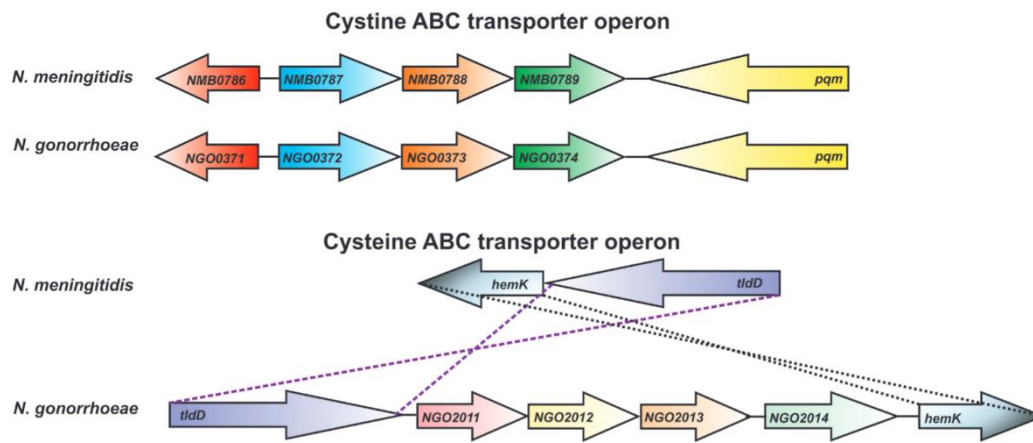 Cystine ABC transporter operon
N. meningitidis NMB0786 NMB0787 NMB0788 NMB0789 pqm
N. gonorrhoeae NGO0371 NGO0372 NGO0373 NGO0374 pqm
Cysteine ABC transporter operon
N. meningitidis hemK tldD
N. gonorrhoeae tldD NGO2011 NGO2012 NGO2013 NGO2014 hemK